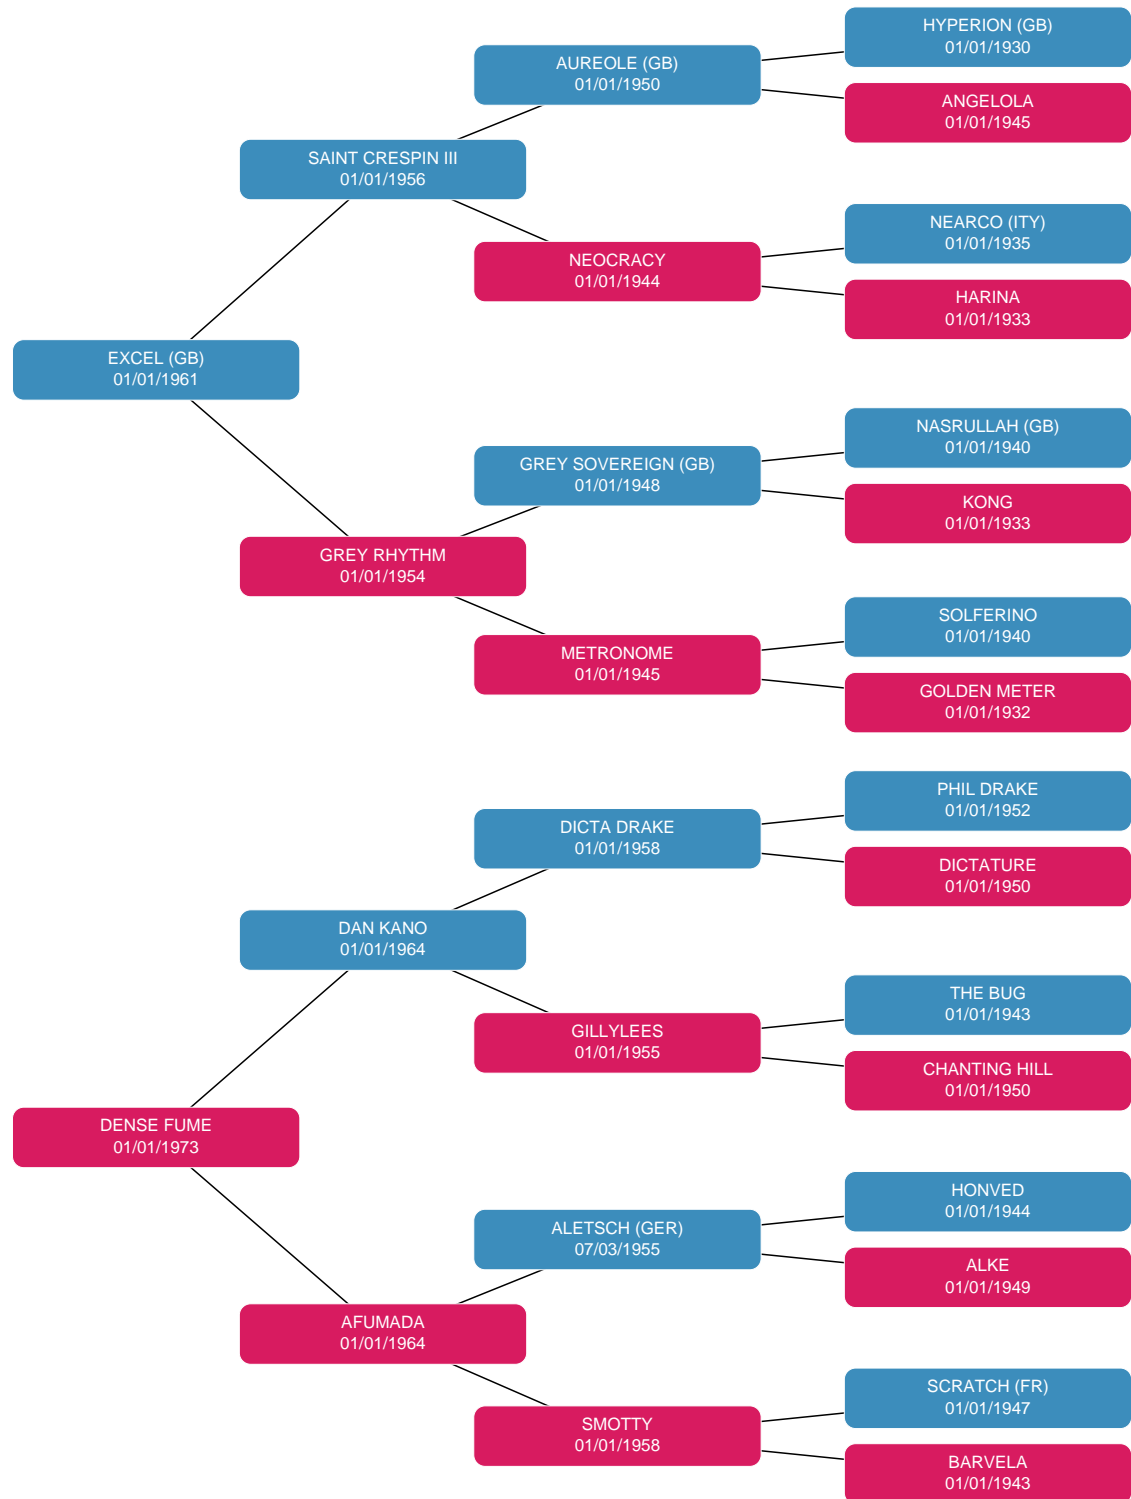 HYPERION (GB)
01/01/1930
AUREOLE (GB)
01/01/1950
ANGELOLA
01/01/1945
SAINT CRESPIN III
01/01/1956
NEARCO (ITY)
01/01/1935
NEOCRACY
01/01/1944
HARINA
01/01/1933
EXCEL (GB)
01/01/1961
NASRULLAH (GB)
01/01/1940
GREY SOVEREIGN (GB)
01/01/1948
KONG
01/01/1933
GREY RHYTHM
01/01/1954
SOLFERINO
01/01/1940
METRONOME
01/01/1945
GOLDEN METER
01/01/1932
PHIL DRAKE
01/01/1952
DICTA DRAKE
01/01/1958
DICTATURE
01/01/1950
DAN KANO
01/01/1964
THE BUG
01/01/1943
GILLYLEES
01/01/1955
CHANTING HILL
01/01/1950
DENSE FUME
01/01/1973
HONVED
01/01/1944
ALETSCH (GER)
07/03/1955
ALKE
01/01/1949
AFUMADA
01/01/1964
SCRATCH (FR)
01/01/1947
SMOTTY
01/01/1958
BARVELA
01/01/1943